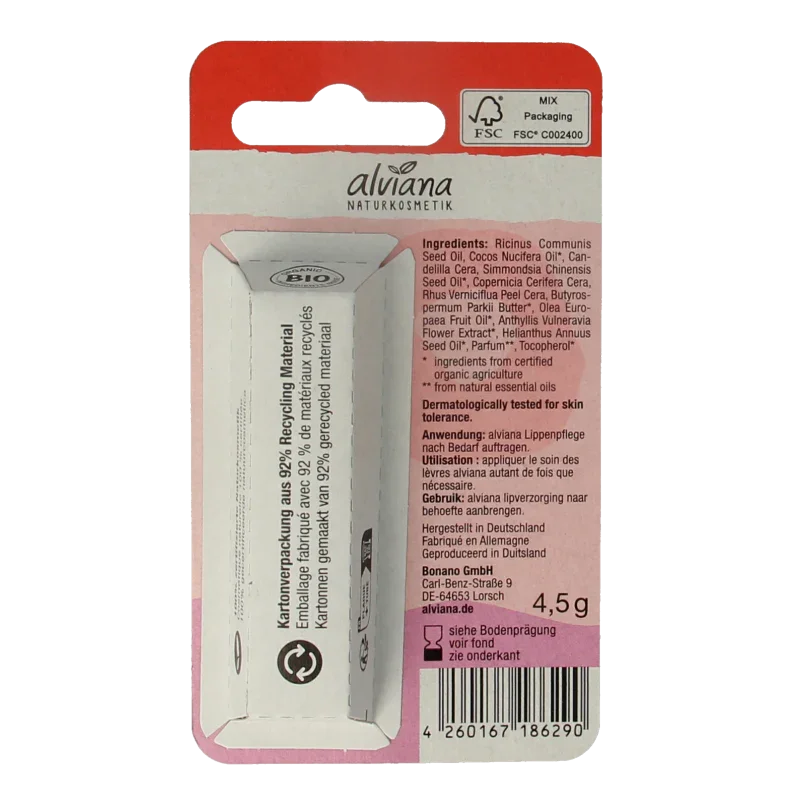 MIX
Packaging
FSC
FSC® C002400
alviana
NATURKOSMETIK
ORGANIC
BIO
Kartonverpackung aus 92% Recycling Material
Emballage fabriqué avec 92 % de matériaux recyclés
Kartonnen gemaakt van 92% gerecycled materiaal
Ingredients: Ricinus Communis
Seed Oil, Cocos Nucifera Oil*, Can-
delilla Cera, Simmondsia Chinensis
Seed Oil*, Copernicia Cerifera Cera,
Rhus Verniciflua Peel Cera, Butyros-
permum Parkii Butter*, Olea Euro-
paea Fruit Oil*, Anthyllis Vulneravia
Flower Extract*, Helianthus Annuus
Seed Oil*, Parfum**, Tocopherol*
* ingredients from certified
organic agriculture
** from natural essential oils
Dermatologically tested for skin
tolerance.
Anwendung: alviana Lippenpflege
nach Bedarf auftragen.
Utilisation : appliquer le soin des
lèvres alviana autant de fois que
nécessaire.
Gebruik: alviana lipverzorging naar
behoefte aanbrengen.
Hergestellt in Deutschland
Fabriqué en Allemagne
Geproduceerd in Duitsland
Bonano GmbH
Carl-Benz-Straße 9
DE-64653 Lorsch
alviana.de
4,5 g
siehe Bodenprägung
voir fond
zie onderkant
4 260167 186290